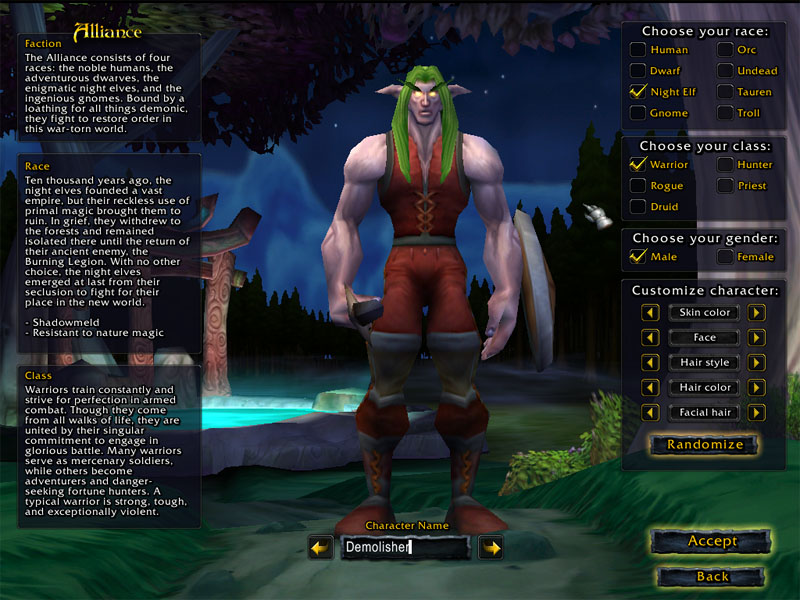 Alliance
Faction
The Alliance consists of four
races: the noble humans, the
adventurous dwarves, the
enigmatic night elves, and the
ingenious gnomes. Bound by a
loathing for all things demonic,
they fight to restore order in
this war-torn world.
Race
Ten thousand years ago, the
night elves founded a vast
empire, but their reckless use of
primal magic brought them to
ruin. In grief, they withdrew to
the forests and remained
isolated there until the return of
their ancient enemy, the
Burning Legion. With no other
choice, the night elves
emerged at last from their
seclusion to fight for their
place in the new world.
- Shadowmeld
- Resistant to nature magic
Class
Warriors train constantly and
strive for perfection in armed
combat. Though they come
from all walks of life, they are
united by their singular
commitment to engage in
glorious battle. Many warriors
serve as mercenary soldiers,
while others become
adventurers and danger-
seeking fortune hunters. A
typical warrior is strong, tough,
and exceptionally violent.
Character Name
Demolisher
Choose your race:
Human Orc
Dwarf Undead
Night Elf Tauren
Gnome Troll
Choose your class:
Warrior Hunter
Rogue Priest
Druid
Choose your gender:
Male Female
Customize character:
Skin color
Face
Hair style
Hair color
Facial hair
Randomize
Accept
Back